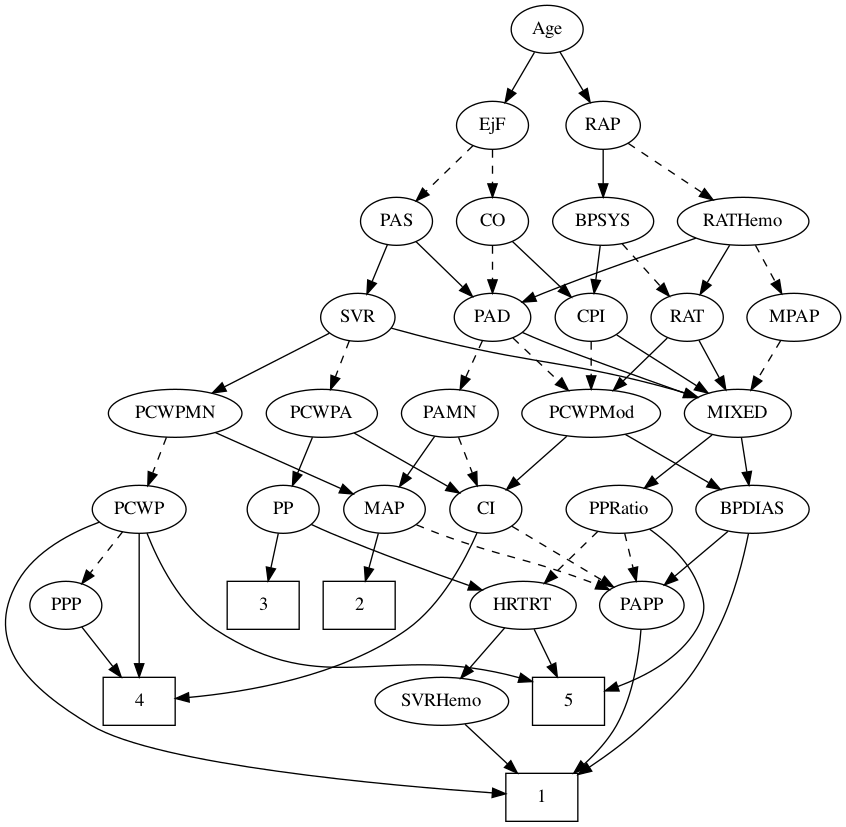 Age
EjF
RAP
PAS
CO
BPSYS
RATHemo
SVR
PAD
CPI
RAT
MPAP
PCWPMN
PCWPA
PAMN
PCWPMod
MIXED
PCWP
PP
MAP
CI
PPRatio
BPDIAS
PPP
3
2
HRTRT
PAPP
4
SVRHemo
5
1